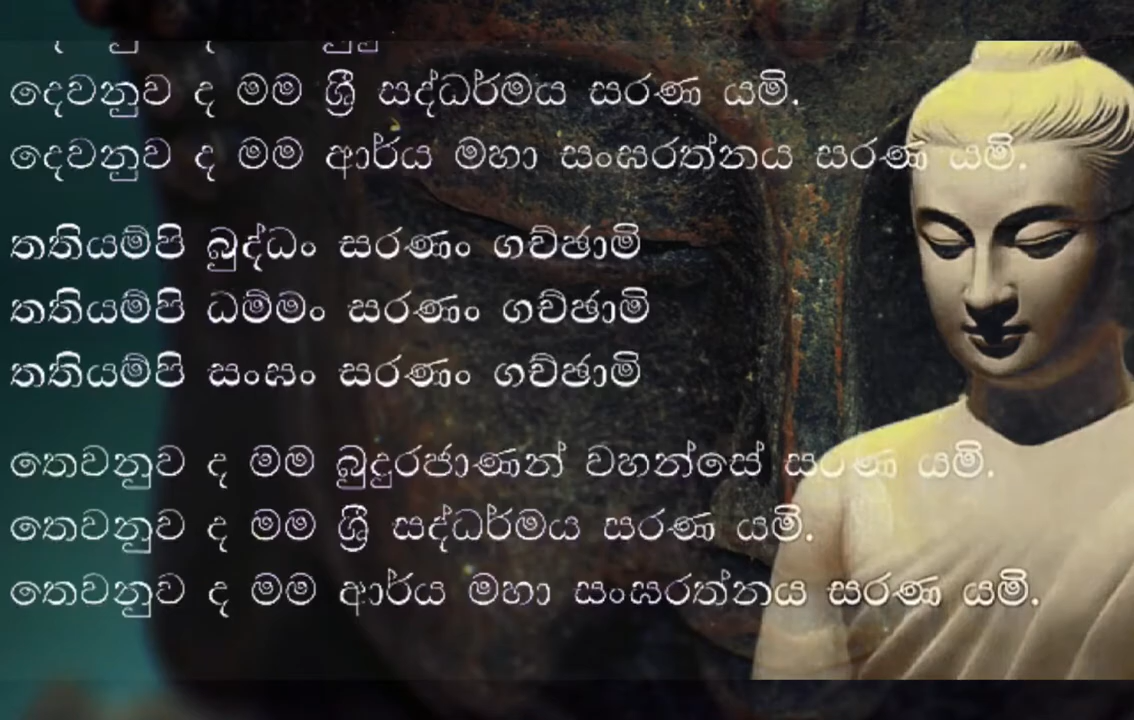 දෙවනුව ද මම ශ්‍රී සද්ධර්මය සරණ යමි.
දෙවනුව ද මම ආර්ය මහා සංඝරත්නය සරණ යමි.
තතියම්පි බුද්ධං සරණං ගච්ඡාමි
තතියම්පි ධම්මං සරණං ගච්ඡාමි
තතියම්පි සංඝං සරණං ගච්ඡාමි
තෙවනුව ද මම බුදුරජාණන් වහන්සේ සරණ යමි.
තෙවනුව ද මම ශ්‍රී සද්ධර්මය සරණ යමි.
තෙවනුව ද මම ආර්ය මහා සංඝරත්නය සරණ යමි.